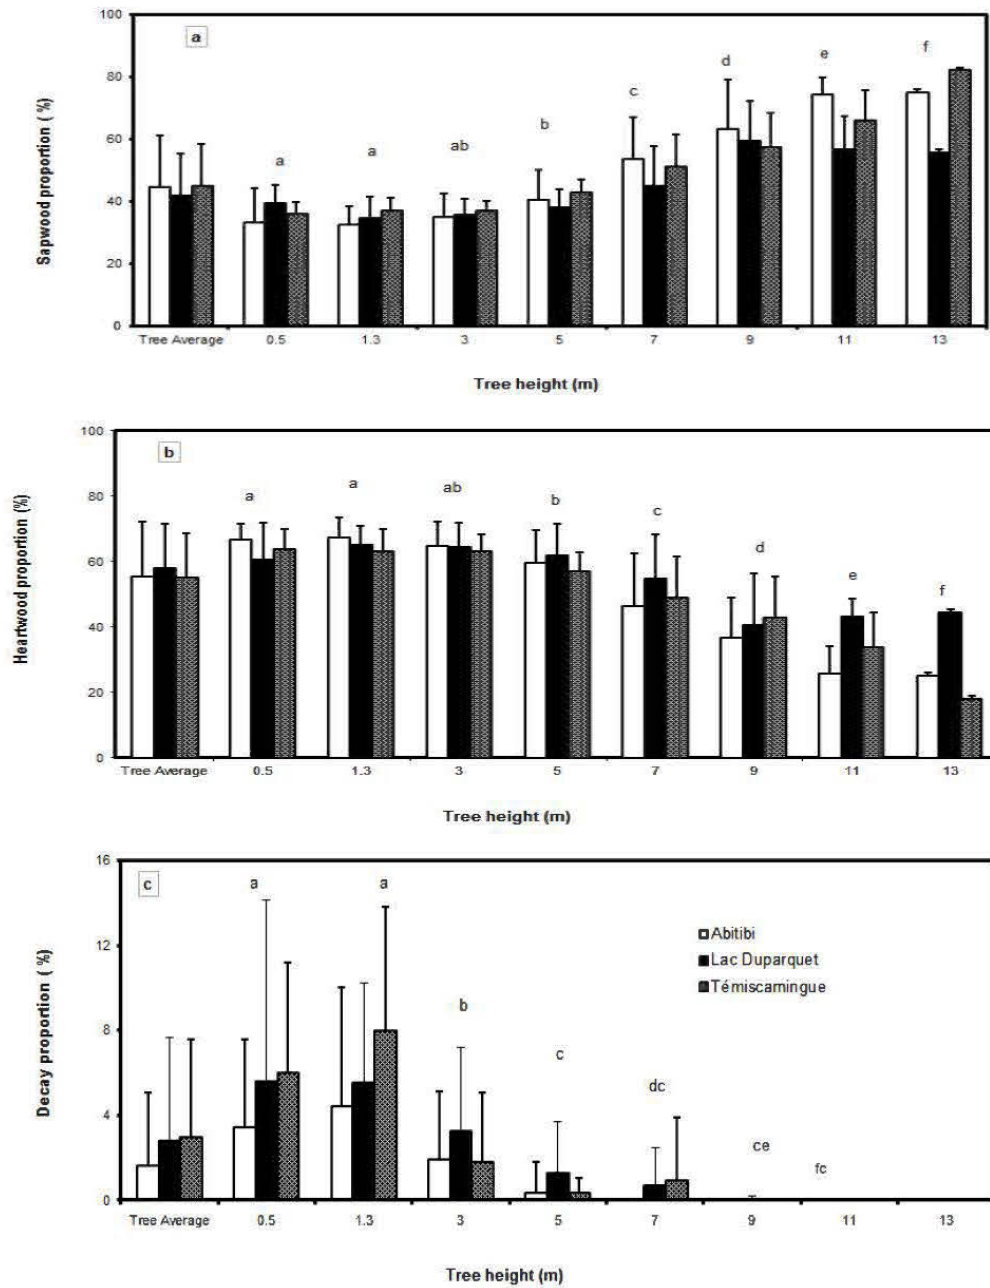 100
a
80
60
40
20
0
Sapwood proportion ( %)
a
a
ab
b
c
d
e
f
Tree Average 0.5 1.3 3 5 7 9 11 13
Tree height (m)
100
b
80
60
40
20
0
Heartwood proportion (%)
a
a
ab
b
c
d
e
f
Tree Average 0.5 1.3 3 5 7 9 11 13
Tree height (m)
16
c
12
8
4
0
Decay proportion ( %)
a
a
b
c
dc
ce
fc
Abitibi
Lac Duparquet
Témiscamingue
Tree Average 0.5 1.3 3 5 7 9 11 13
Tree height (m)